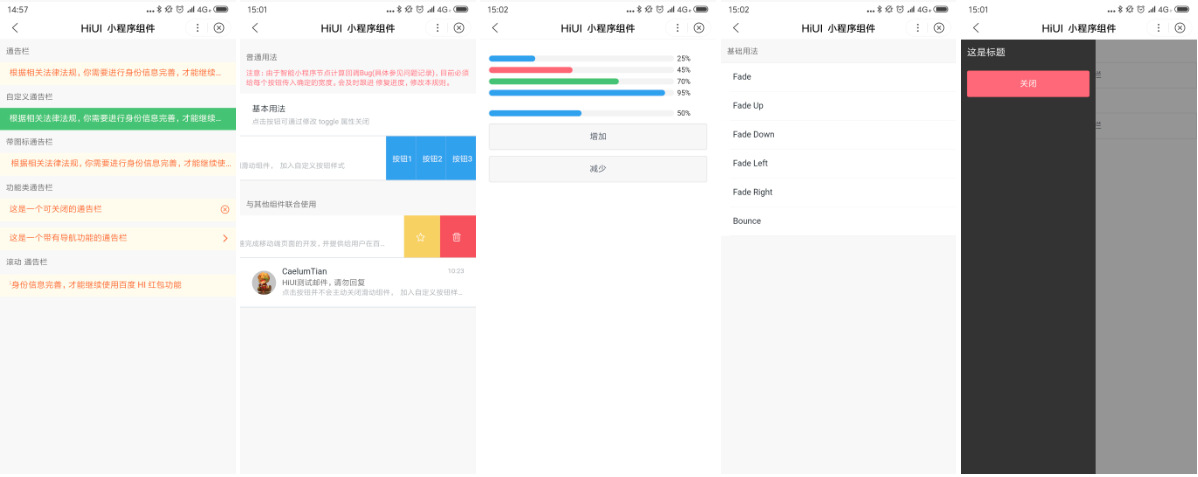 14:57
4G
HiUI 小程序组件
通告栏
根据相关法律法规，你需要进行身份信息完善，才能继续...
自定义通告栏
根据相关法律法规，你需要进行身份信息完善，才能继续...
带图标通告栏
根据相关法律法规，你需要进行身份信息完善，才能继续使...
功能类通告栏
这是一个可关闭的通告栏
这是一个带有导航功能的通告栏
滚动 通告栏
身份信息完善，才能继续使用百度 HI 红包功能
15:01
4G
HiUI 小程序组件
普通用法
注意：由于智能小程序节点计算回调Bug(具体参见问题记录)，目前必须
给每个按钮传入确定的宽度。会及时跟进 修复进度，修改本规则。
基本用法
点击按钮可通过修改 toggle 属性关闭
滑动组件， 加入自定义按钮样式
按钮1 按钮2 按钮3
与其他组件联合使用
完成移动端页面的开发，并提供给用户在百...
CaelumTian
10:23
HiUI测试邮件，请勿回复
点击按钮并不会主动关闭滑动组件， 加入自定义按钮样...
15:02
4G
HiUI 小程序组件
25%
45%
70%
95%
50%
增加
减少
15:02
4G
HiUI 小程序组件
基础用法
Fade
Fade Up
Fade Down
Fade Left
Fade Right
Bounce
15:01
4G
HiUI 小程序组件
这是标题
关闭